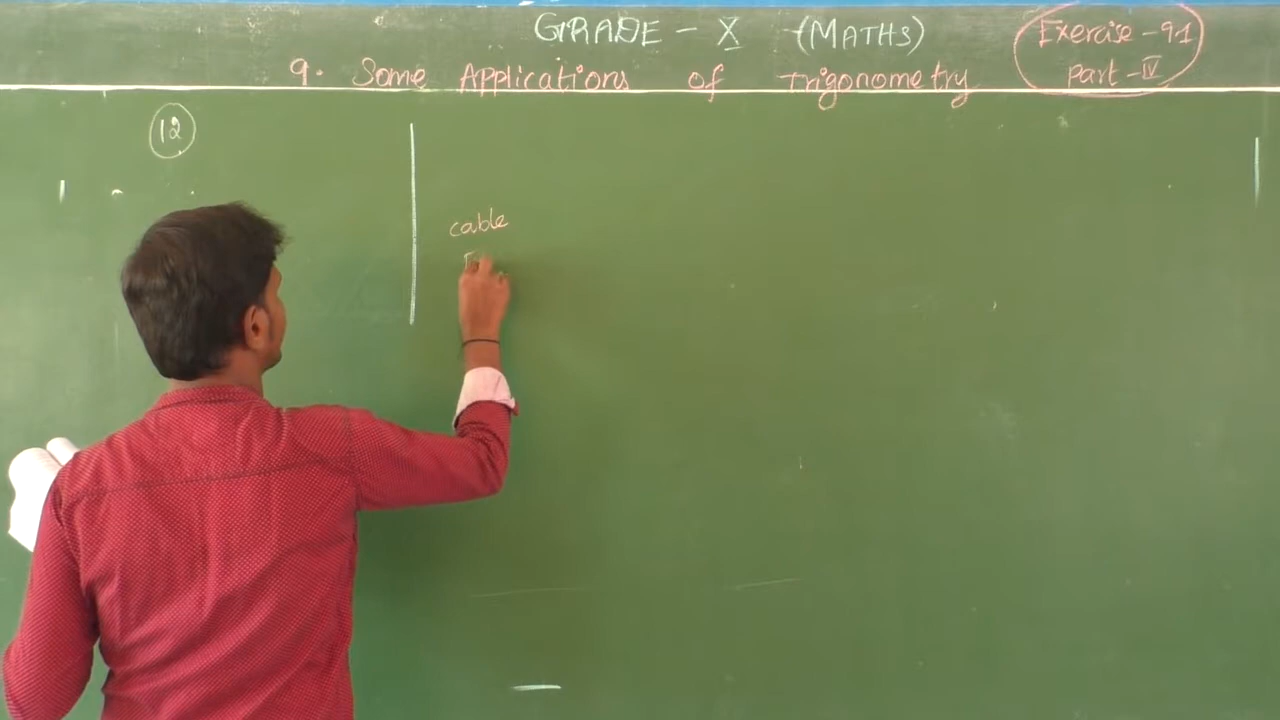 GRADE - X (MATHS)
9. Some Applications of Trigonometry
Exercise - 9.1
part - IV
12
cable